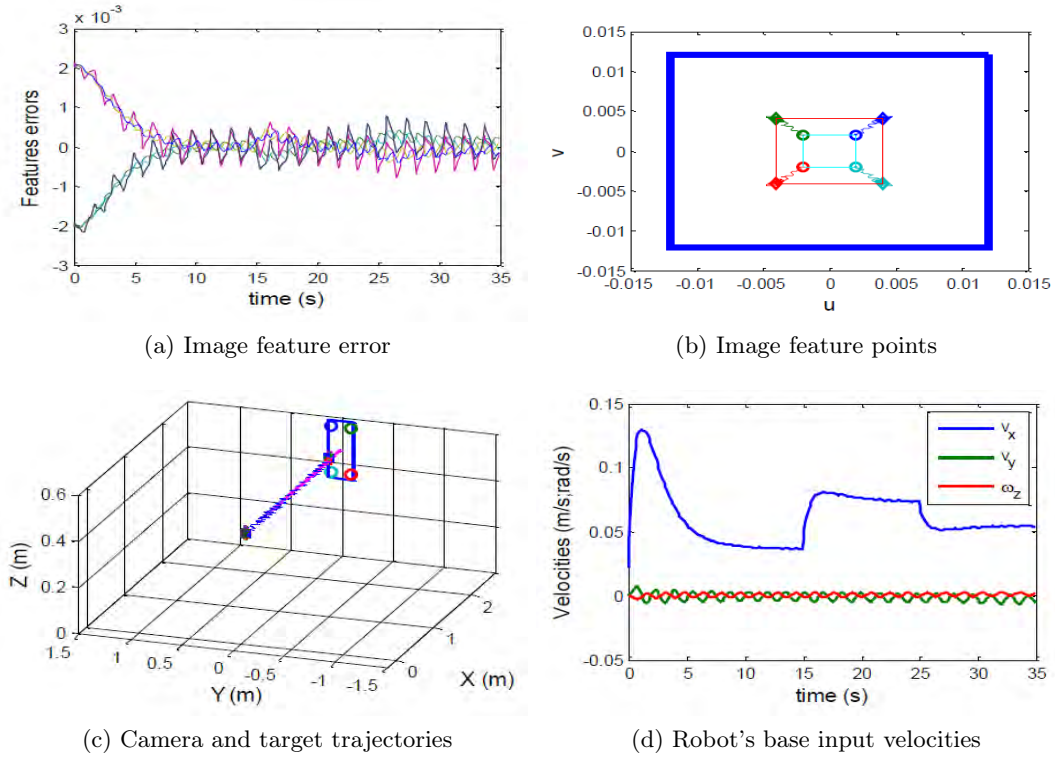 × 10⁻³
3
2
1
0
-1
-2
-3
0 5 10 15 20 25 30 35
Features errors
time (s)
(a) Image feature error
0.015
0.01
0.005
0
-0.005
-0.01
-0.015
-0.015 -0.01 -0.005 0 0.005 0.01 0.015
v
u
(b) Image feature points
0.6
0.4
0.2
0
Z (m)
1.5 1 0.5 0 -0.5 -1 -1.5
Y (m)
0 1 2
X (m)
(c) Camera and target trajectories
0.15
0.1
0.05
0
-0.05
0 5 10 15 20 25 30 35
Velocities (m/s;rad/s)
time (s)
v_x
v_y
ω_z
(d) Robot's base input velocities